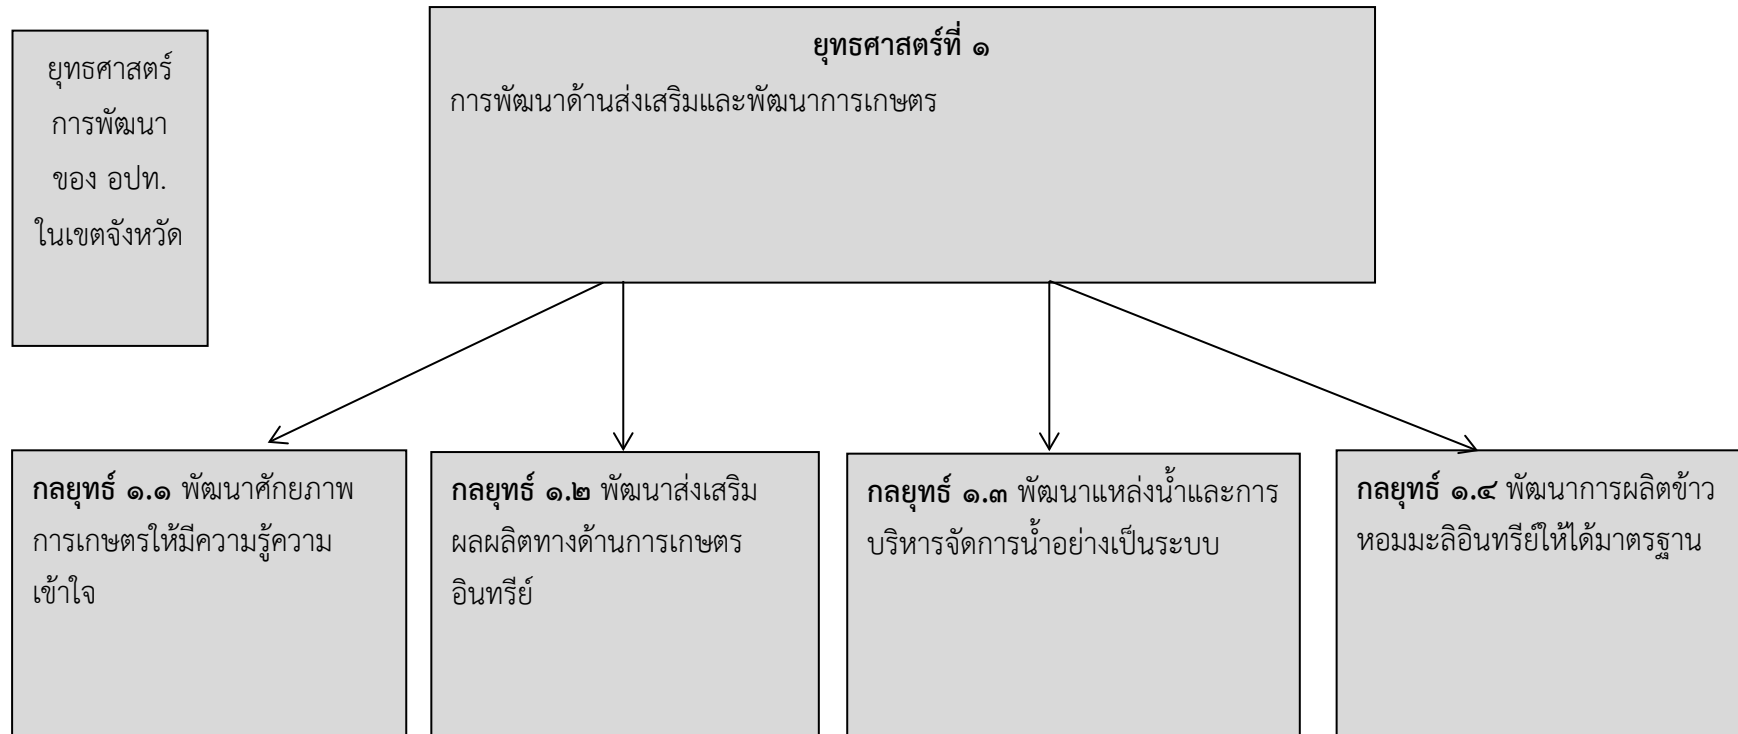 ยุทธศาสตร์
การพัฒนา
ของ อปท.
ในเขตจังหวัด
ยุทธศาสตร์ที่ ๑
การพัฒนาด้านส่งเสริมและพัฒนาการเกษตร
กลยุทธ์ ๑.๑ พัฒนาศักยภาพ
การเกษตรให้มีความรู้ความ
เข้าใจ
กลยุทธ์ ๑.๒ พัฒนาส่งเสริม
ผลผลิตทางด้านการเกษตร
อินทรีย์
กลยุทธ์ ๑.๓ พัฒนาแหล่งน้ำและการ
บริหารจัดการน้ำอย่างเป็นระบบ
กลยุทธ์ ๑.๔ พัฒนาการผลิตข้าว
หอมมะลิอินทรีย์ให้ได้มาตรฐาน